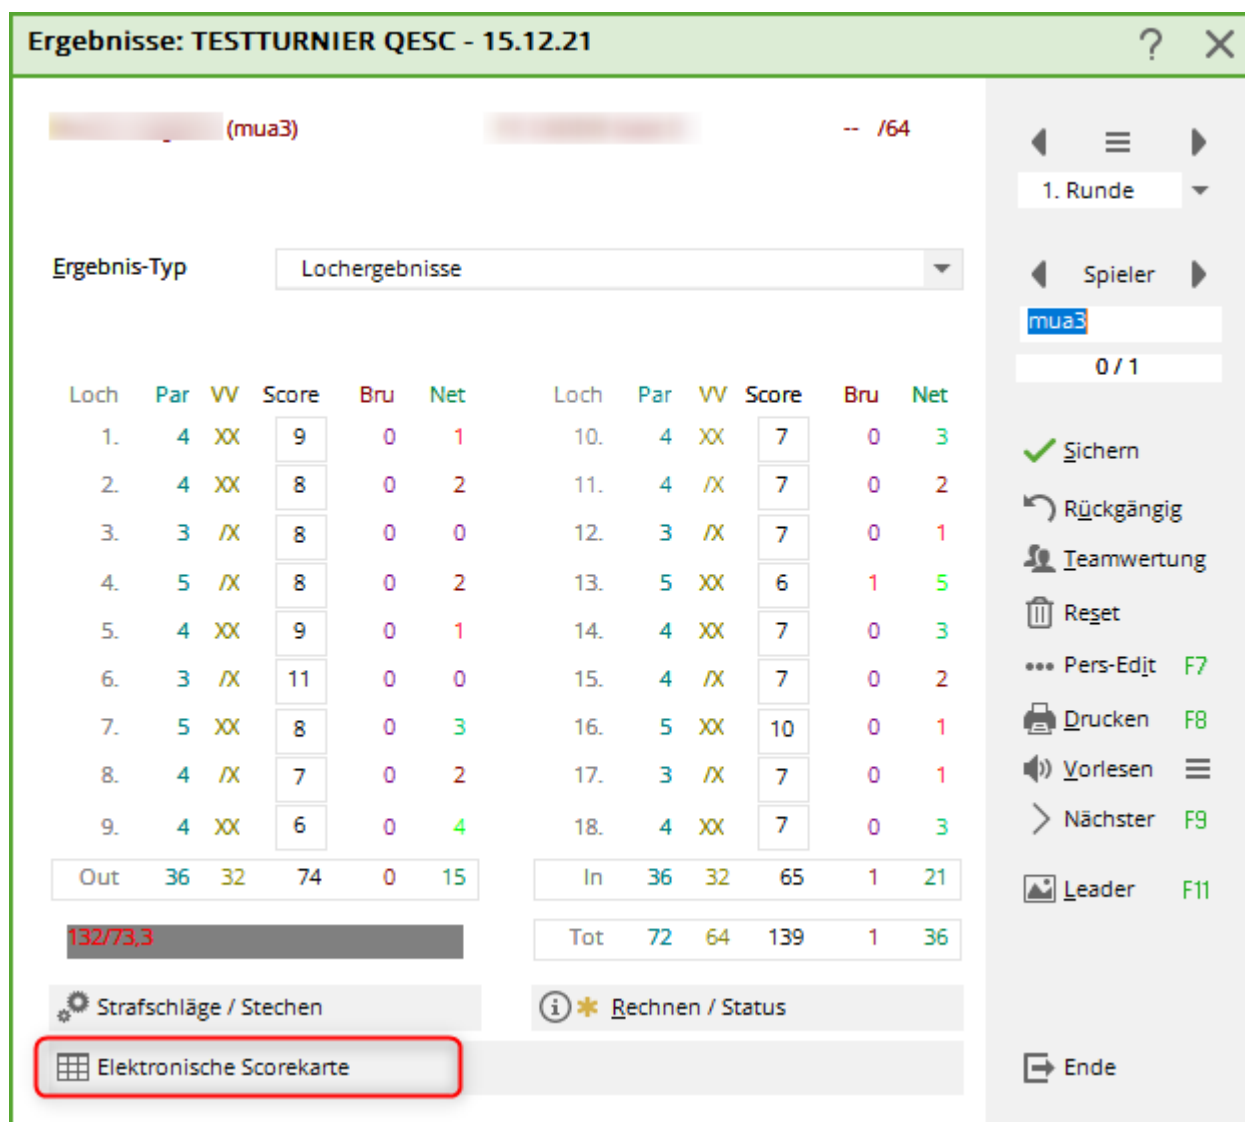 Ergebnisse: TESTTURNIER QESC - 15.12.21 ?
(mua3) -- /64
1. Runde
Ergebnis-Typ Lochergebnisse
Spieler
mua3
0 / 1
Loch Par VV Score Bru Net Loch Par VV Score Bru Net
1. 4 XX 9 0 1 10. 4 XX 7 0 3
2. 4 XX 8 0 2 11. 4 /X 7 0 2
3. 3 /X 8 0 0 12. 3 /X 7 0 1
4. 5 /X 8 0 2 13. 5 XX 6 1 5
5. 4 XX 9 0 1 14. 4 XX 7 0 3
6. 3 /X 11 0 0 15. 4 /X 7 0 2
7. 5 XX 8 0 3 16. 5 XX 10 0 1
8. 4 /X 7 0 2 17. 3 /X 7 0 1
9. 4 XX 6 0 4 18. 4 XX 7 0 3
Out 36 32 74 0 15 In 36 32 65 1 21
132/73,3 Tot 72 64 139 1 36
Strafschläge / Stechen Rechnen / Status
Elektronische Scorekarte
Sichern
Rückgängig
Teamwertung
Reset
Pers-Edit F7
Drucken F8
Vorlesen
Nächster F9
Leader F11
Ende